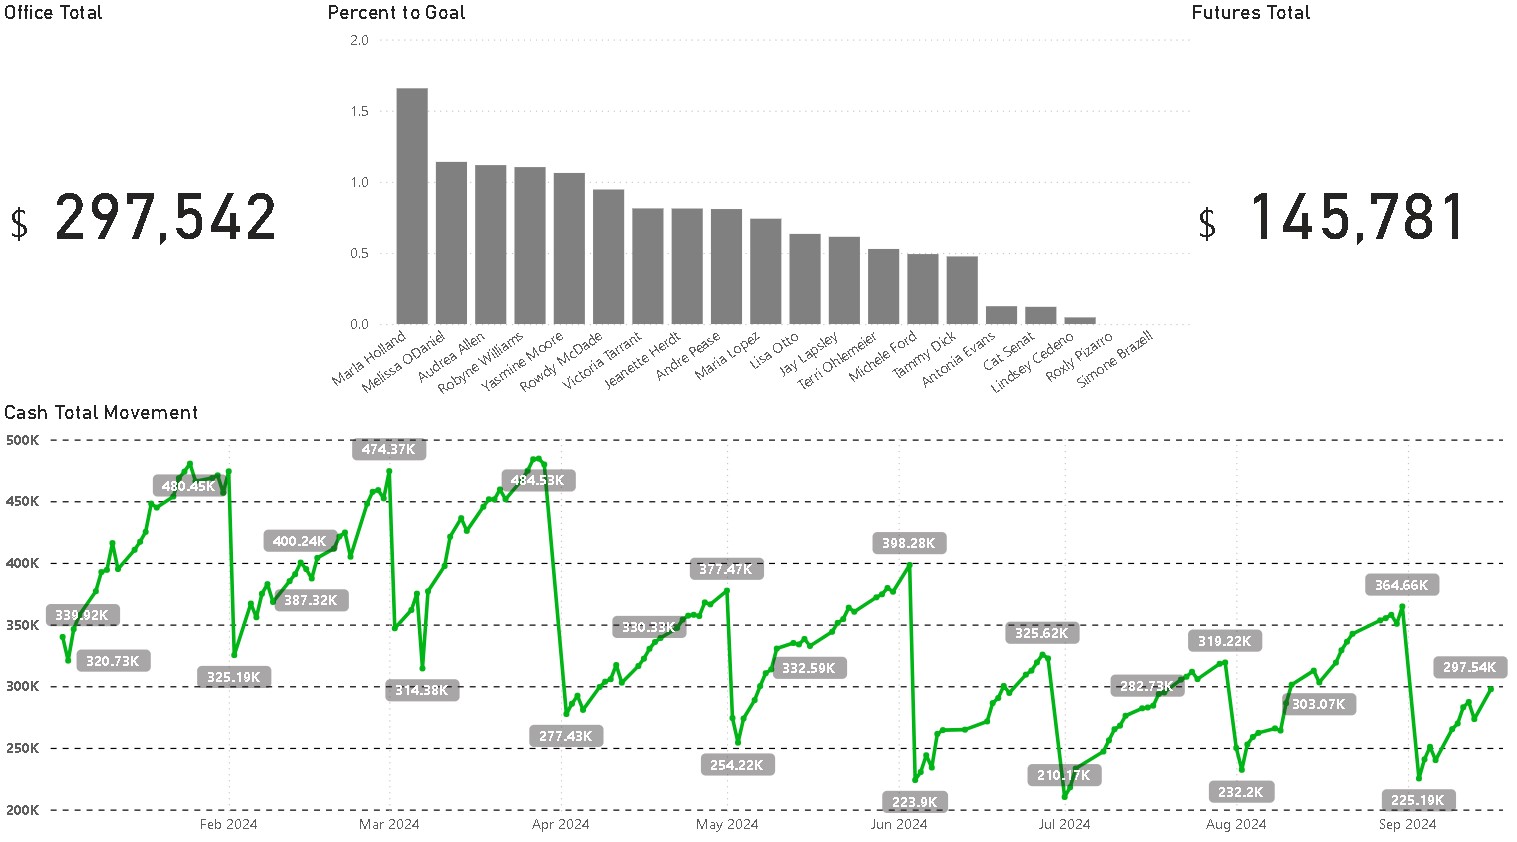 Office Total
Percent to Goal
Futures Total
2.0
1.5
1.0
0.5
0.0
$ 297,542
$ 145,781
Marla Holland
Melissa ODaniel
Audrea Allen
Robyne Williams
Yasmine Moore
Rowdy McDade
Victoria Tarrant
Jeanette Herdt
Andre Pease
Maria Lopez
Lisa Otto
Jay Lapsley
Terri Ohlemeier
Michele Ford
Tammy Dick
Antonia Evans
Cat Senat
Lindsey Cedeno
Roxly Pizarro
Simone Brazell
Cash Total Movement
500K
450K
400K
350K
300K
250K
200K
339.92K
320.73K
480.45K
325.19K
400.24K
387.32K
474.37K
314.38K
484.53K
277.43K
330.33K
377.47K
254.22K
332.59K
398.28K
223.9K
325.62K
210.17K
282.73K
319.22K
232.2K
303.07K
364.66K
225.19K
297.54K
Feb 2024
Mar 2024
Apr 2024
May 2024
Jun 2024
Jul 2024
Aug 2024
Sep 2024